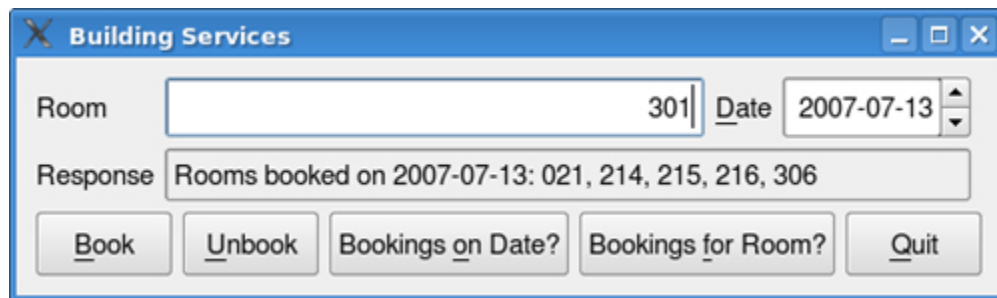 Building Services
Room 301 Date 2007-07-13
Response Rooms booked on 2007-07-13: 021, 214, 215, 216, 306
Book Unbook Bookings on Date? Bookings for Room? Quit